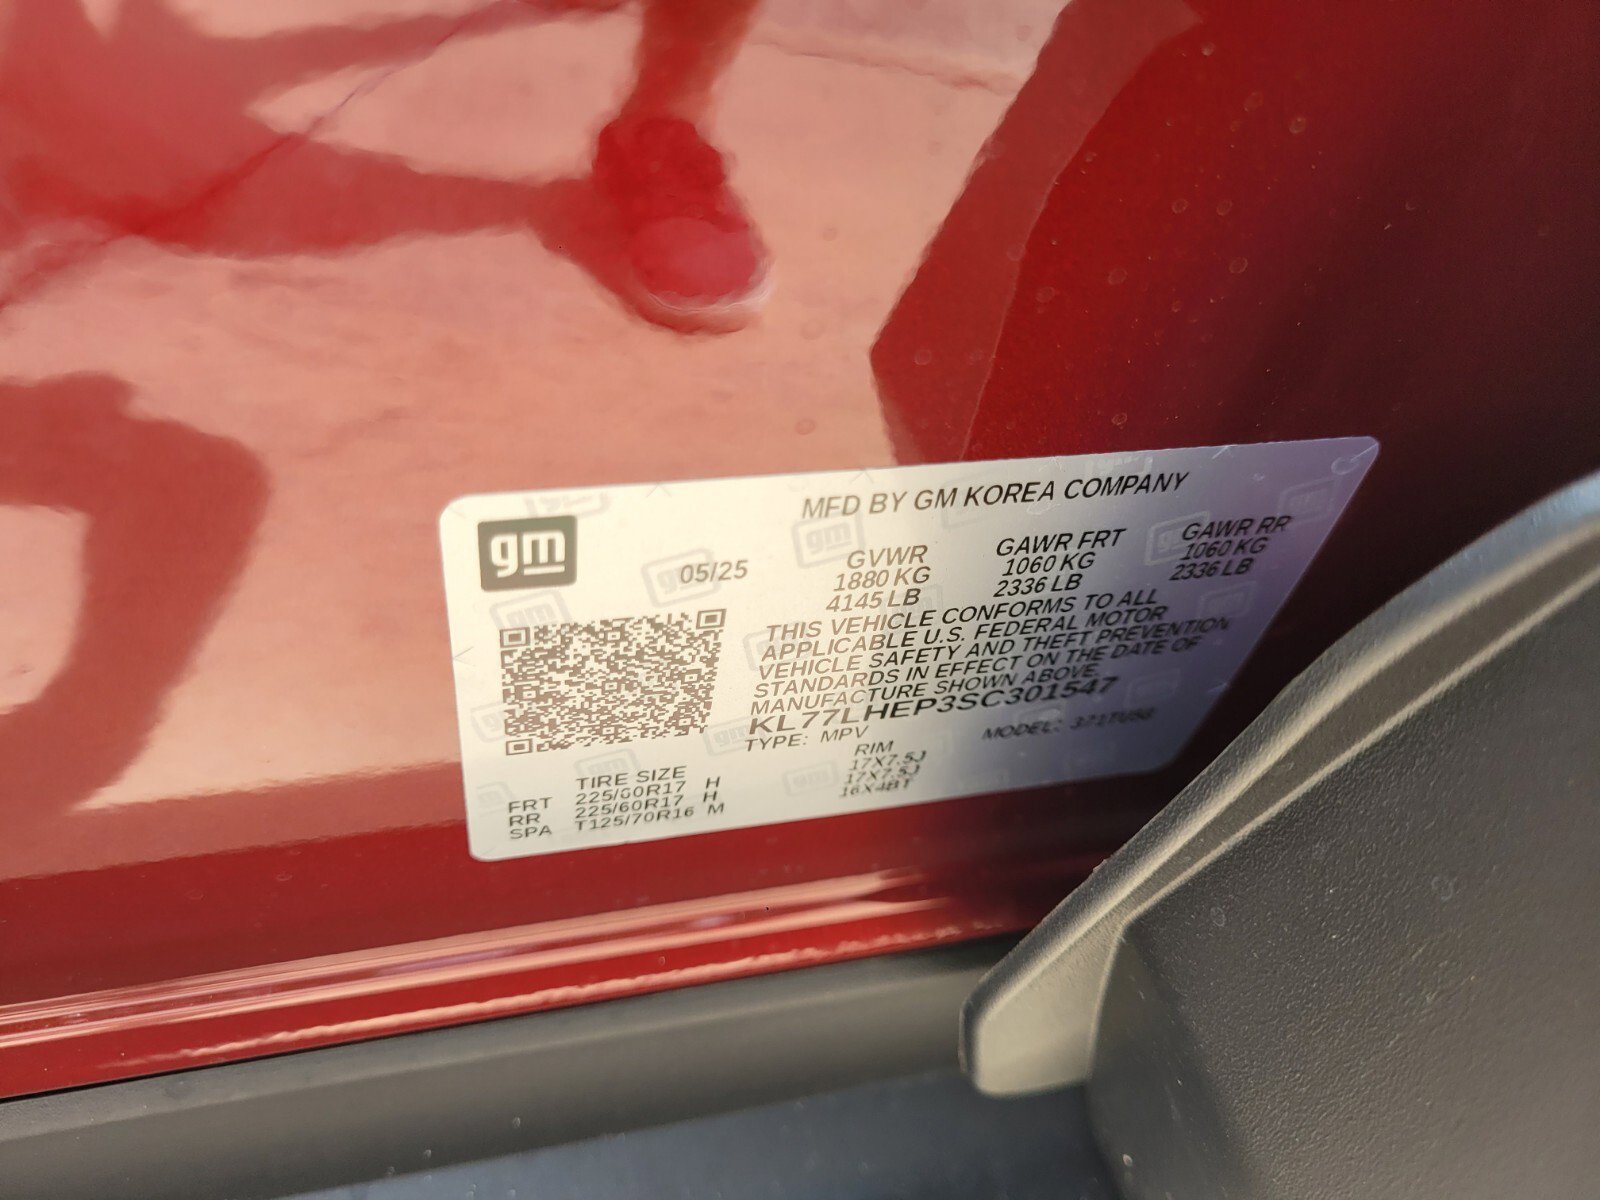 MFD BY GM KOREA COMPANY
gm
05/25
GVWR GAWR FRT GAWR RR
1880 KG 1060 KG 1060 KG
4145 LB 2336 LB 2336 LB
THIS VEHICLE CONFORMS TO ALL
APPLICABLE U.S. FEDERAL MOTOR
VEHICLE SAFETY AND THEFT PREVENTION
STANDARDS IN EFFECT ON THE DATE OF
MANUFACTURE SHOWN ABOVE.
KL77LHEP3SC301547
TYPE: MPV MODEL:
TIRE SIZE RIM
FRT 225/60R17 H 17X7.5J
RR 225/60R17 H 17X7.5J
SPA T125/70R16 M 16X4BT